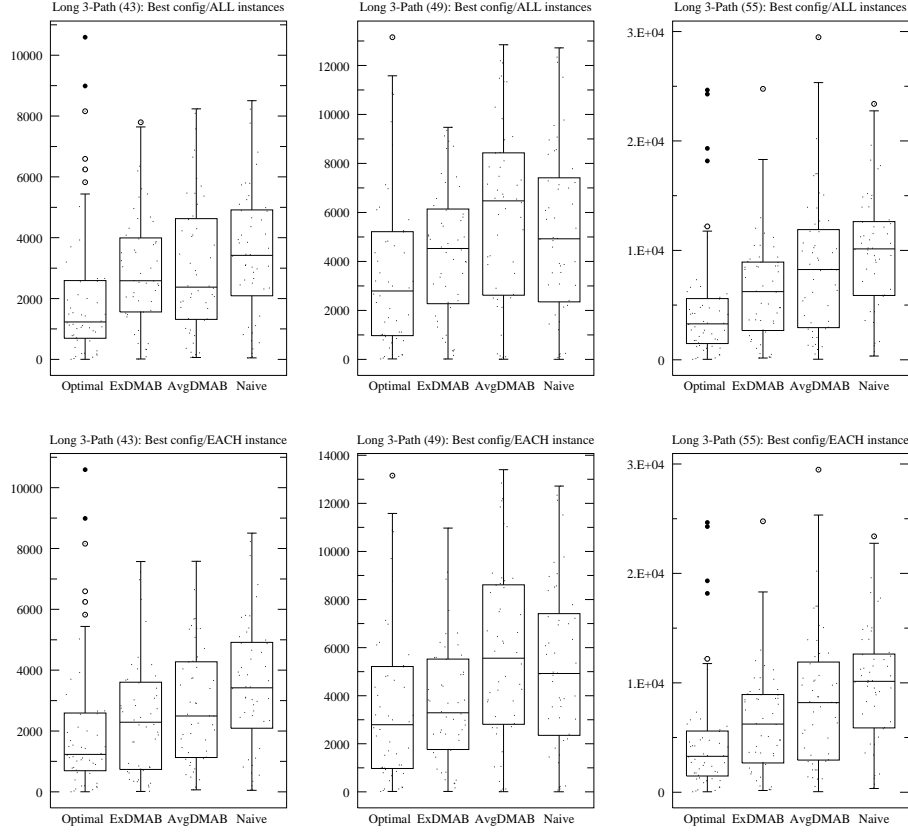 Long 3-Path (43): Best config/ALL instances
10000
8000
6000
4000
2000
0
Optimal ExDMAB AvgDMAB Naive
Long 3-Path (49): Best config/ALL instances
12000
10000
8000
6000
4000
2000
0
Optimal ExDMAB AvgDMAB Naive
Long 3-Path (55): Best config/ALL instances
3.E+04
2.E+04
1.E+04
0
Optimal ExDMAB AvgDMAB Naive
Long 3-Path (43): Best config/EACH instance
10000
8000
6000
4000
2000
0
Optimal ExDMAB AvgDMAB Naive
Long 3-Path (49): Best config/EACH instance
14000
12000
10000
8000
6000
4000
2000
0
Optimal ExDMAB AvgDMAB Naive
Long 3-Path (55): Best config/EACH instance
3.E+04
2.E+04
1.E+04
0
Optimal ExDMAB AvgDMAB Naive